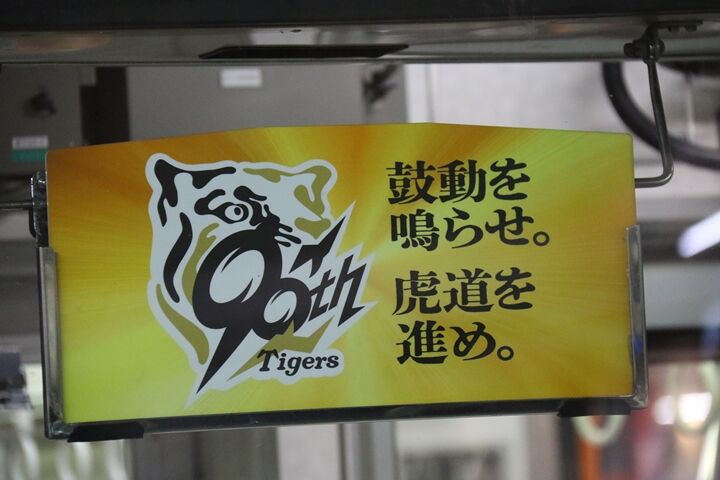 90th
Tigers
鼓動を
鳴らせ。
虎道を
進め。